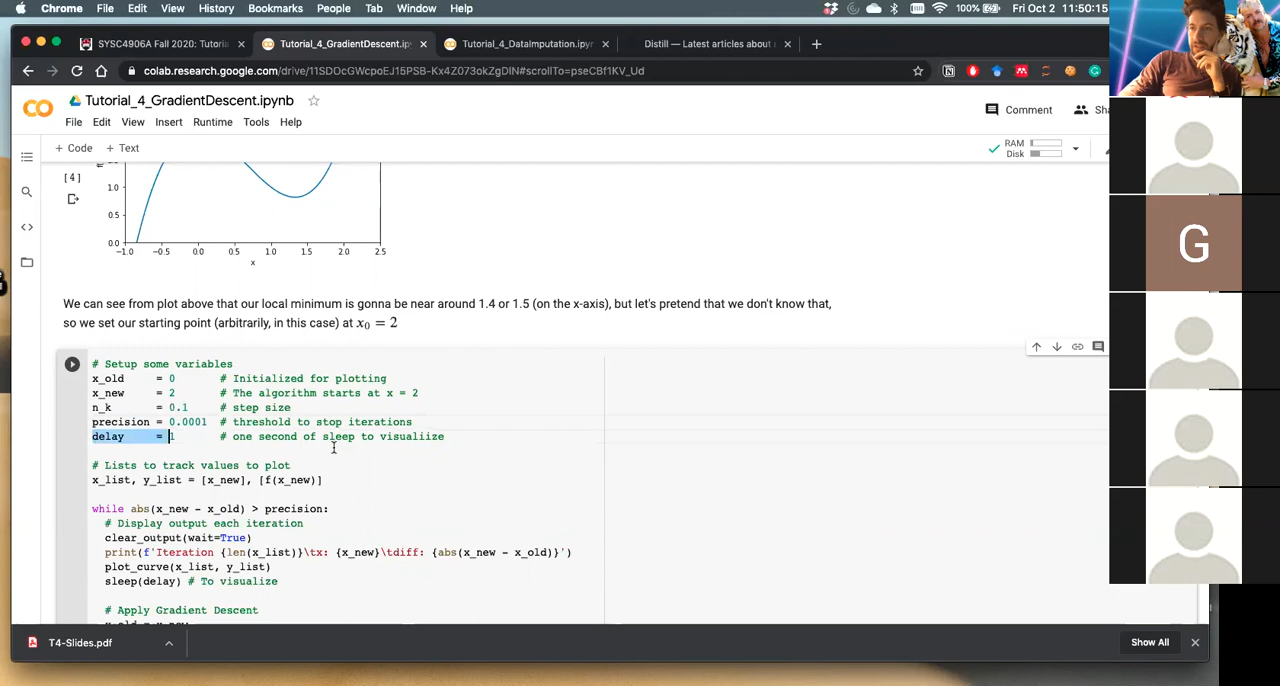 Chrome File Edit View History Bookmarks People Tab Window Help 100% Fri Oct 2 11:50:15
SYSC4906A Fall 2020: Tutoria Tutorial_4_GradientDescent.ip Tutorial_4_DataImputation.ipyn Distill — Latest articles about
colab.research.google.com/drive/11SDOcGWcpoEJ15PSB-Kx4Z073okZgDIN#scrollTo=pseCBf1KV_Ud
Tutorial_4_GradientDescent.ipynb
Comment Sha
File Edit View Insert Runtime Tools Help
+ Code + Text
RAM
Disk
[4]
1.0
0.5
0.0
-1.0 -0.5 0.0 0.5 1.0 1.5 2.0 2.5
x
We can see from plot above that our local minimum is gonna be near around 1.4 or 1.5 (on the x-axis), but let's pretend that we don't know that,
so we set our starting point (arbitrarily, in this case) at x₀ = 2
# Setup some variables
x_old = 0 # Initialized for plotting
x_new = 2 # The algorithm starts at x = 2
n_k = 0.1 # step size
precision = 0.0001 # threshold to stop iterations
delay = 1 # one second of sleep to visualiize
# Lists to track values to plot
x_list, y_list = [x_new], [f(x_new)]
while abs(x_new - x_old) > precision:
# Display output each iteration
clear_output(wait=True)
print(f'Iteration {len(x_list)}\tx: {x_new}\tdiff: {abs(x_new - x_old)}')
plot_curve(x_list, y_list)
sleep(delay) # To visualize
# Apply Gradient Descent
x_old = x_new
T4-Slides.pdf
Show All
G